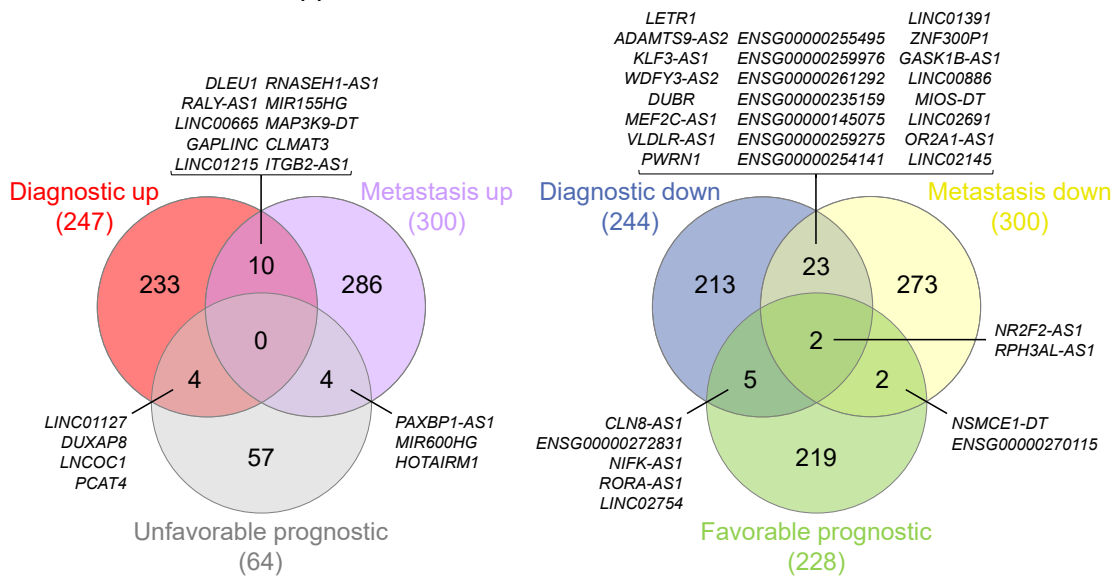 DLEU1 RNASEH1-AS1
RALY-AS1 MIR155HG
LINC00665 MAP3K9-DT
GAPLINC CLMAT3
LINC01215 ITGB2-AS1
Diagnostic up
(247)
Metastasis up
(300)
233
10
286
0
4
4
57
LINC01127
DUXAP8
LNCOC1
PCAT4
PAXBP1-AS1
MIR600HG
HOTAIRM1
Unfavorable prognostic
(64)
LETR1 LINC01391
ADAMTS9-AS2 ENSG00000255495 ZNF300P1
KLF3-AS1 ENSG00000259976 GASK1B-AS1
WDFY3-AS2 ENSG00000261292 LINC00886
DUBR ENSG00000235159 MIOS-DT
MEF2C-AS1 ENSG00000145075 LINC02691
VLDLR-AS1 ENSG00000259275 OR2A1-AS1
PWRN1 ENSG00000254141 LINC02145
Diagnostic down
(244)
Metastasis down
(300)
213
23
273
2
5
2
219
NR2F2-AS1
RPH3AL-AS1
CLN8-AS1
ENSG00000272831
NIFK-AS1
RORA-AS1
LINC02754
NSMCE1-DT
ENSG00000270115
Favorable prognostic
(228)